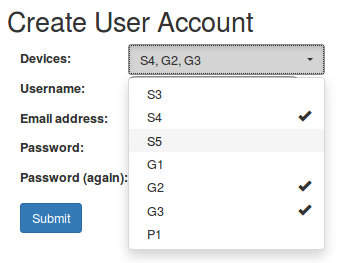 Create User Account
Devices: S4, G2, G3
Username:
S3
Email address:
S4
S5
Password:
G1
Password (again):
G2
G3
Submit
P1